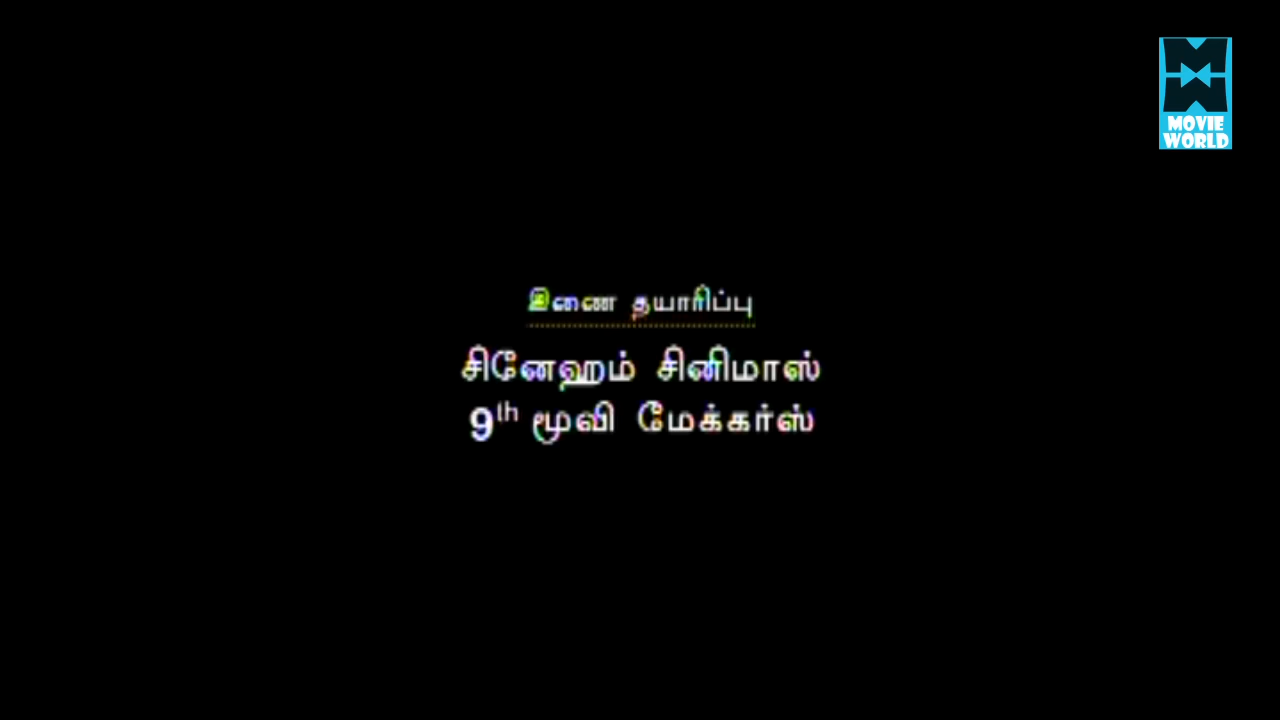 MOVIE
WORLD
இணை தயாரிப்பு
சினேஹம் சினிமாஸ்
9th மூவி மேக்கர்ஸ்